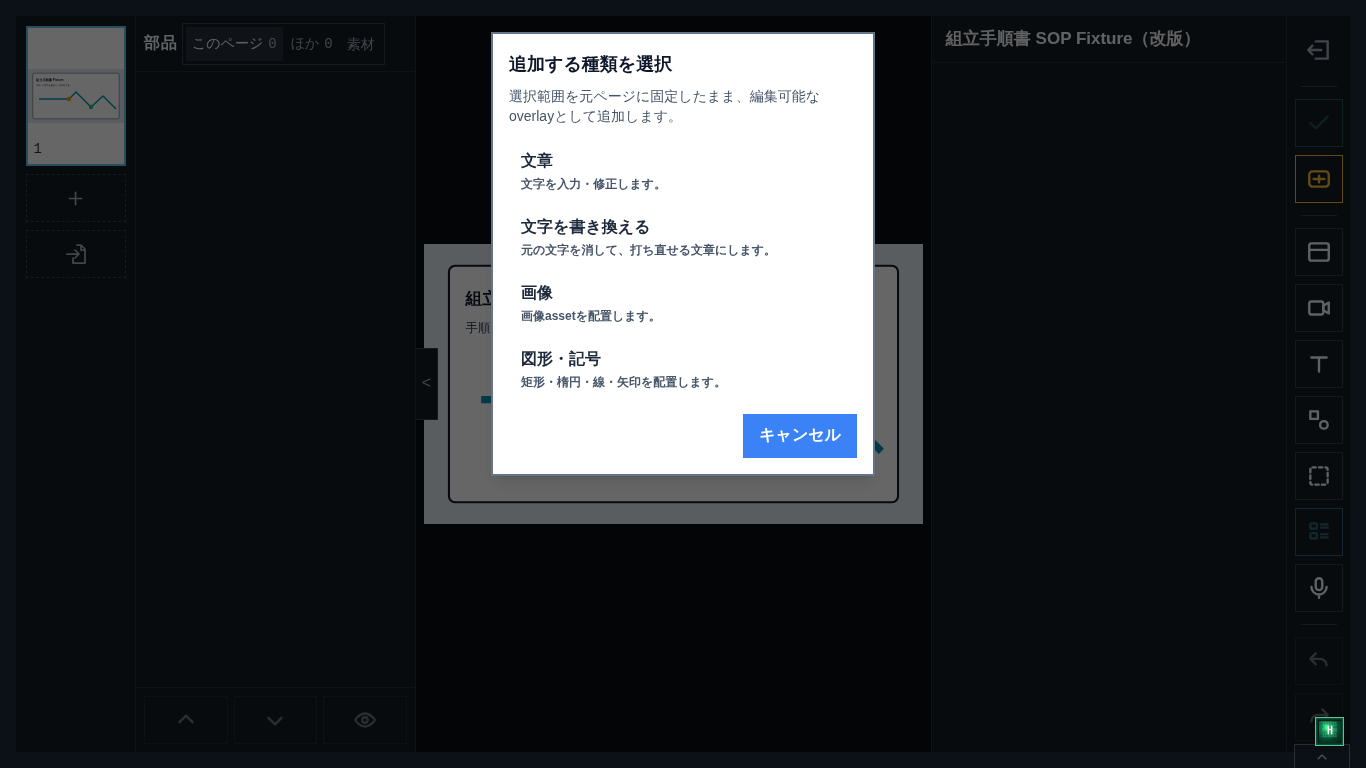 部品 このページ 0 ほか 0 素材
1
追加する種類を選択
選択範囲を元ページに固定したまま、編集可能な
overlayとして追加します。
文章
文字を入力・修正します。
文字を書き換える
元の文字を消して、打ち直せる文章にします。
画像
画像assetを配置します。
図形・記号
矩形・楕円・線・矢印を配置します。
キャンセル
組立
手順
<
組立手順書 SOP Fixture（改版）